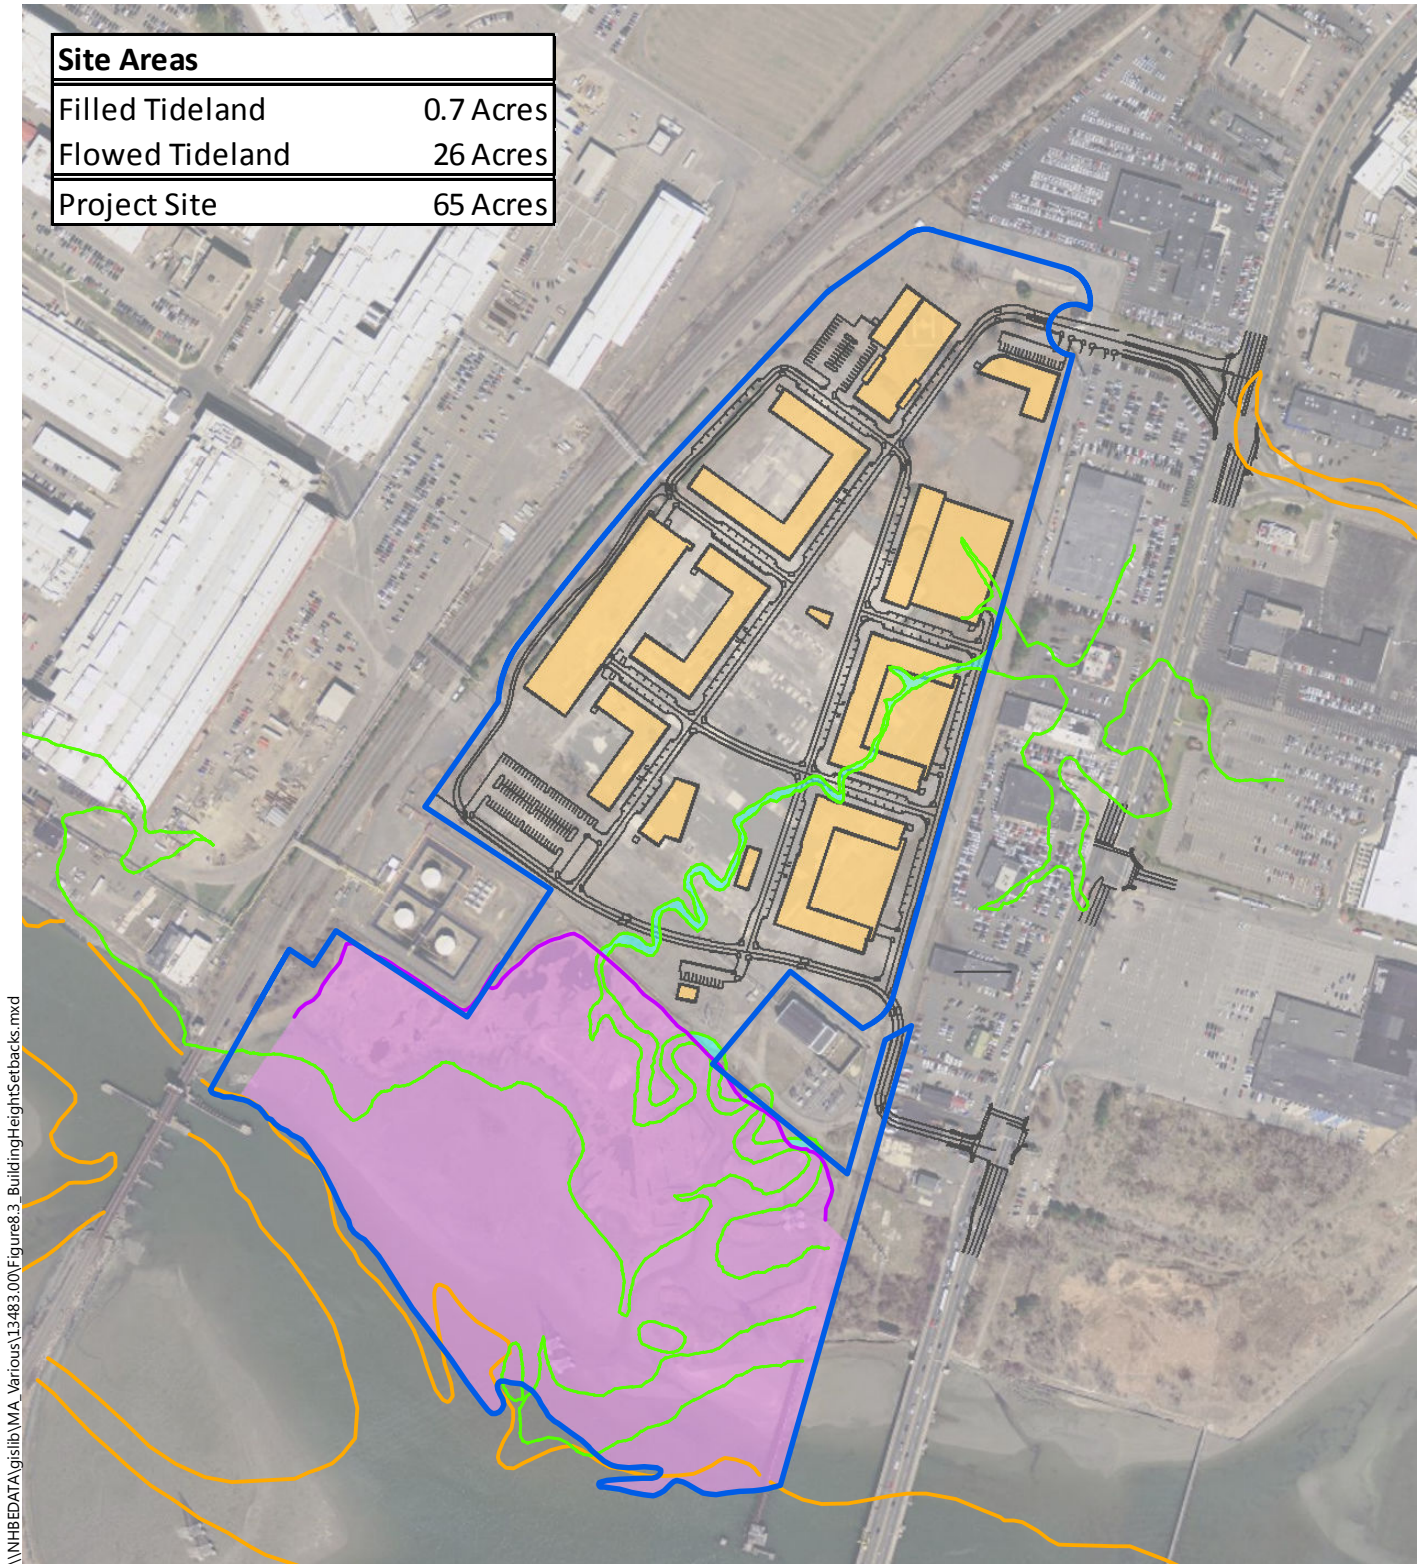 Site Areas
Filled Tideland 0.7 Acres
Flowed Tideland 26 Acres
Project Site 65 Acres
\\NHBEDATA\gislib\MA_Various\13483.00\Figure8.3_BuildingHeightSetbacks.mxd